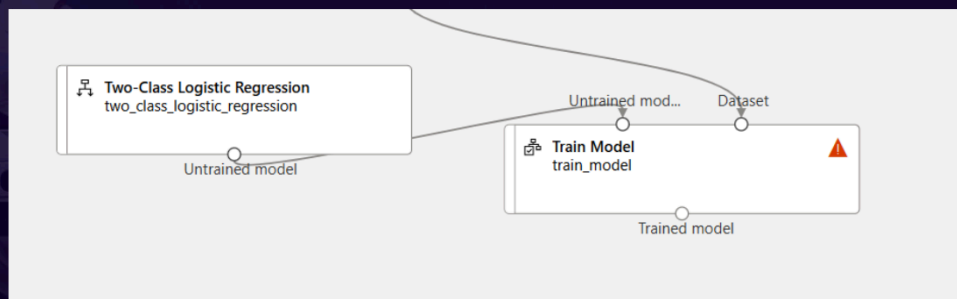 Two-Class Logistic Regression
two_class_logistic_regression
Untrained model
Untrained mod...
Dataset
Train Model
train_model
Trained model